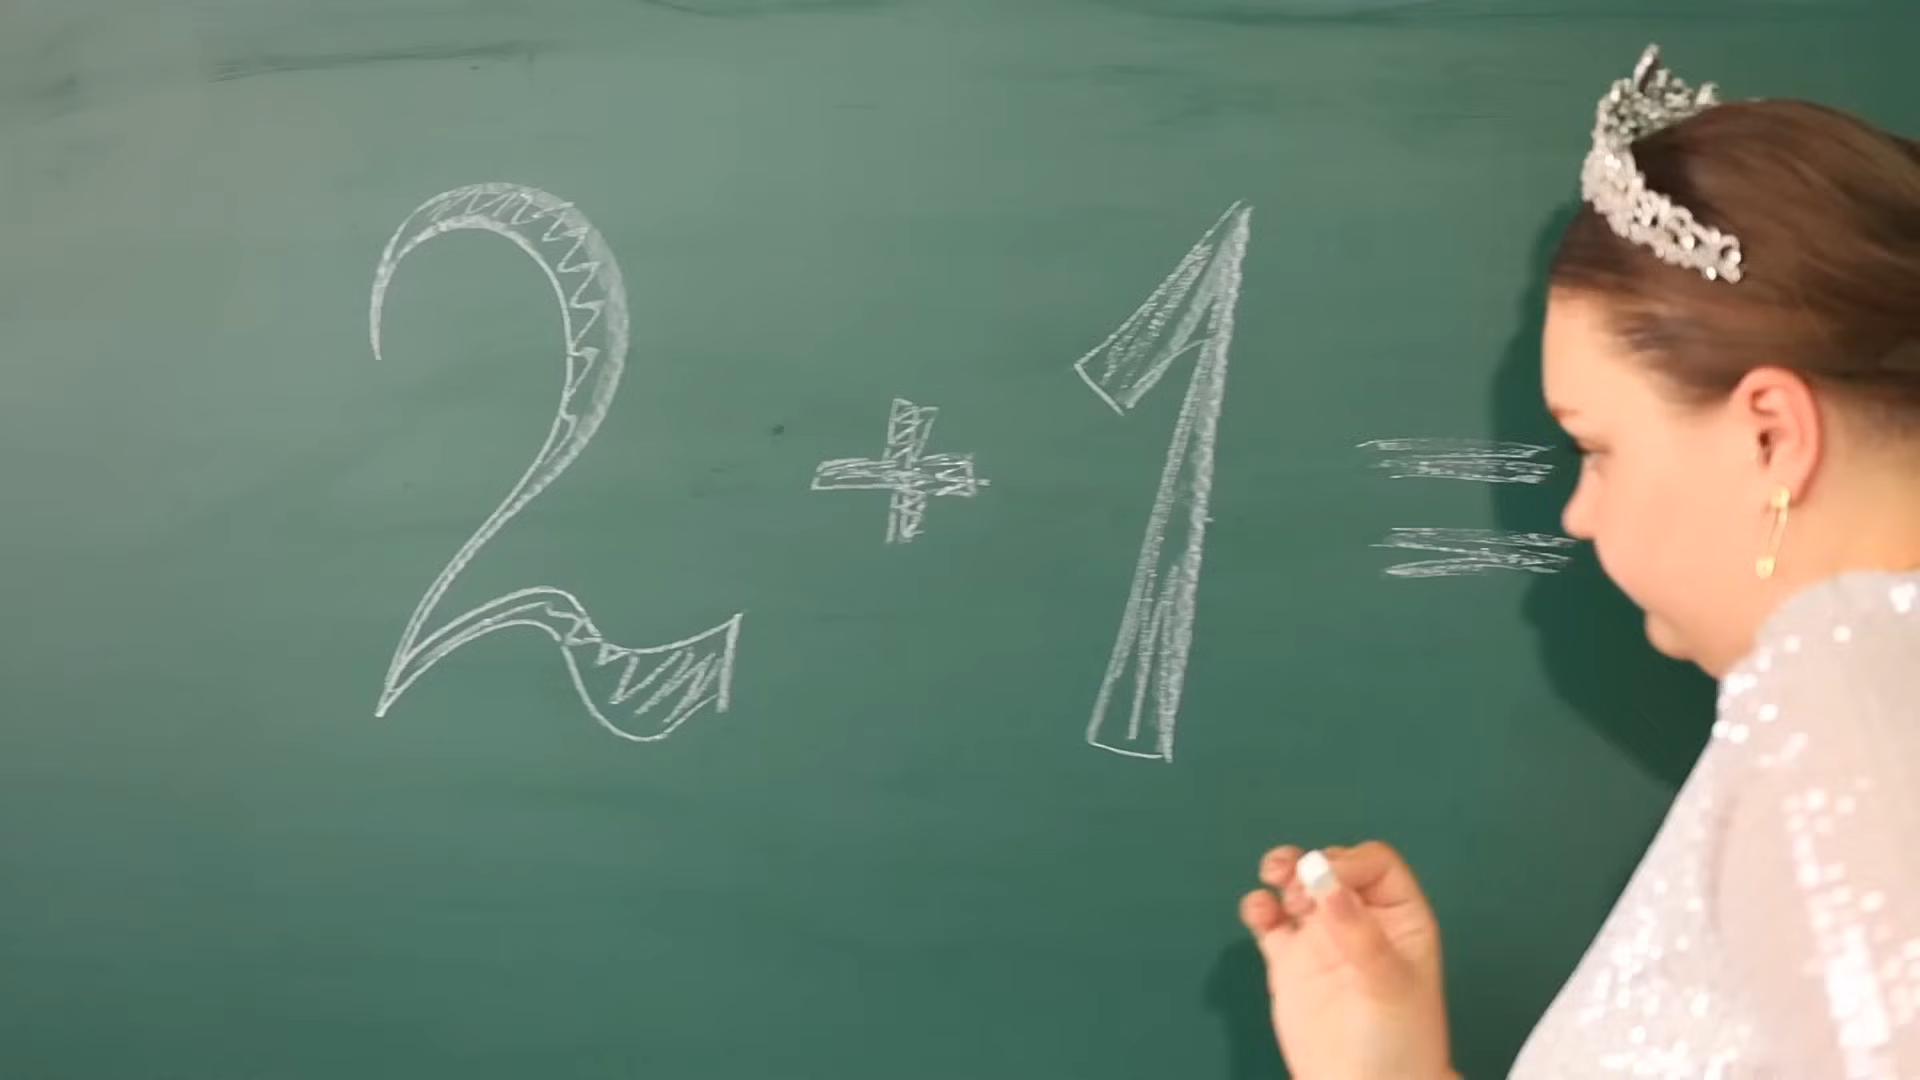 2 + 1 =